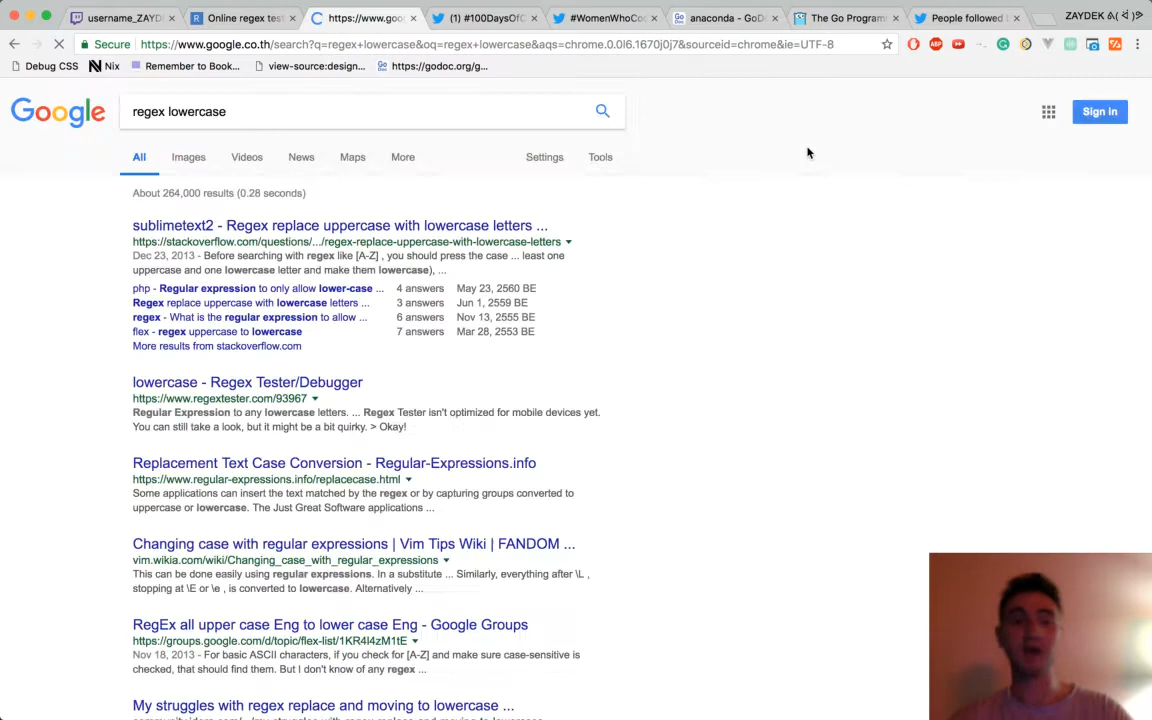 username_ZAYD
Online regex test
https://www.goo
(1) #100DaysOfC
#WomenWhoCo
anaconda - GoDo
The Go Program
People followed
ZAYDEK
Secure
https://www.google.co.th/search?q=regex+lowercase&oq=regex+lowercase&aqs=chrome.0.0l6.1670j0j7&sourceid=chrome&ie=UTF-8
Debug CSS
Nix
Remember to Book...
view-source:design...
https://godoc.org/g...
Google
regex lowercase
Sign in
All Images Videos News Maps More Settings Tools
About 264,000 results (0.28 seconds)
sublimetext2 - Regex replace uppercase with lowercase letters ...
https://stackoverflow.com/questions/.../regex-replace-uppercase-with-lowercase-letters
Dec 23, 2013 - Before searching with regex like [A-Z] , you should press the case ... least one
uppercase and one lowercase letter and make them lowercase), ...
php - Regular expression to only allow lower-case ... 4 answers May 23, 2560 BE
Regex replace uppercase with lowercase letters ... 3 answers Jun 1, 2559 BE
regex - What is the regular expression to allow ... 6 answers Nov 13, 2555 BE
flex - regex uppercase to lowercase 7 answers Mar 28, 2553 BE
More results from stackoverflow.com
lowercase - Regex Tester/Debugger
https://www.regextester.com/93967
Regular Expression to any lowercase letters. ... Regex Tester isn't optimized for mobile devices yet.
You can still take a look, but it might be a bit quirky. > Okay!
Replacement Text Case Conversion - Regular-Expressions.info
https://www.regular-expressions.info/replacecase.html
Some applications can insert the text matched by the regex or by capturing groups converted to
uppercase or lowercase. The Just Great Software applications ...
Changing case with regular expressions | Vim Tips Wiki | FANDOM ...
vim.wikia.com/wiki/Changing_case_with_regular_expressions
This can be done easily using regular expressions. In a substitute ... Similarly, everything after \L ,
stopping at \E or \e , is converted to lowercase. Alternatively ...
RegEx all upper case Eng to lower case Eng - Google Groups
https://groups.google.com/d/topic/flex-list/1KR4I4zM1tE
Nov 18, 2013 - For basic ASCII characters, if you check for [A-Z] and make sure case-sensitive is
checked, that should find them. But I don't know of any regex ...
My struggles with regex replace and moving to lowercase ...